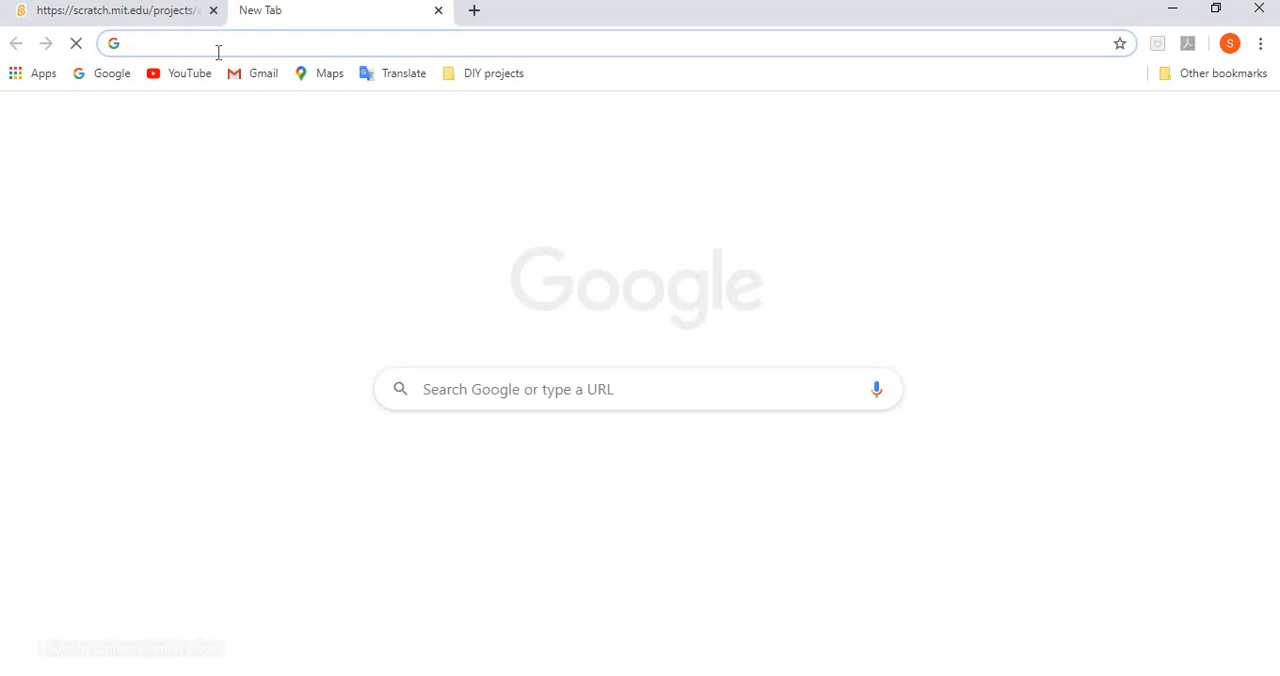 https://scratch.mit.edu/projects/
New Tab
S
Apps
Google
YouTube
Gmail
Maps
Translate
DIY projects
Other bookmarks
Google
Search Google or type a URL